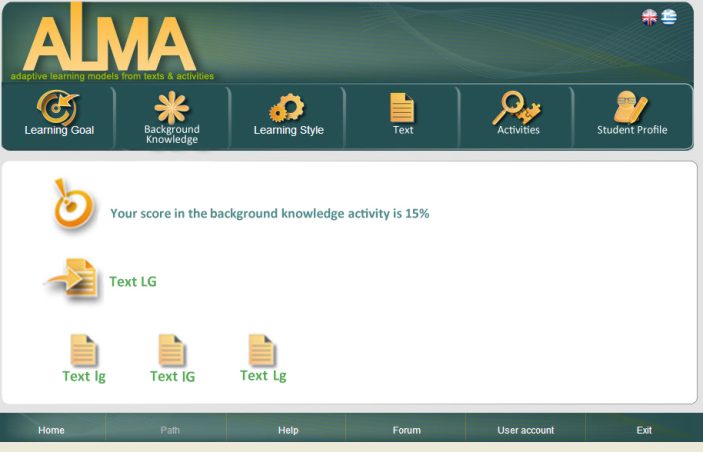 ALMA
adaptive learning models from texts & activities
Learning Goal
Background
Knowledge
Learning Style
Text
Activities
Student Profile
Your score in the background knowledge activity is 15%
Text LG
Text lg
Text lG
Text Lg
Home
Path
Help
Forum
User account
Exit